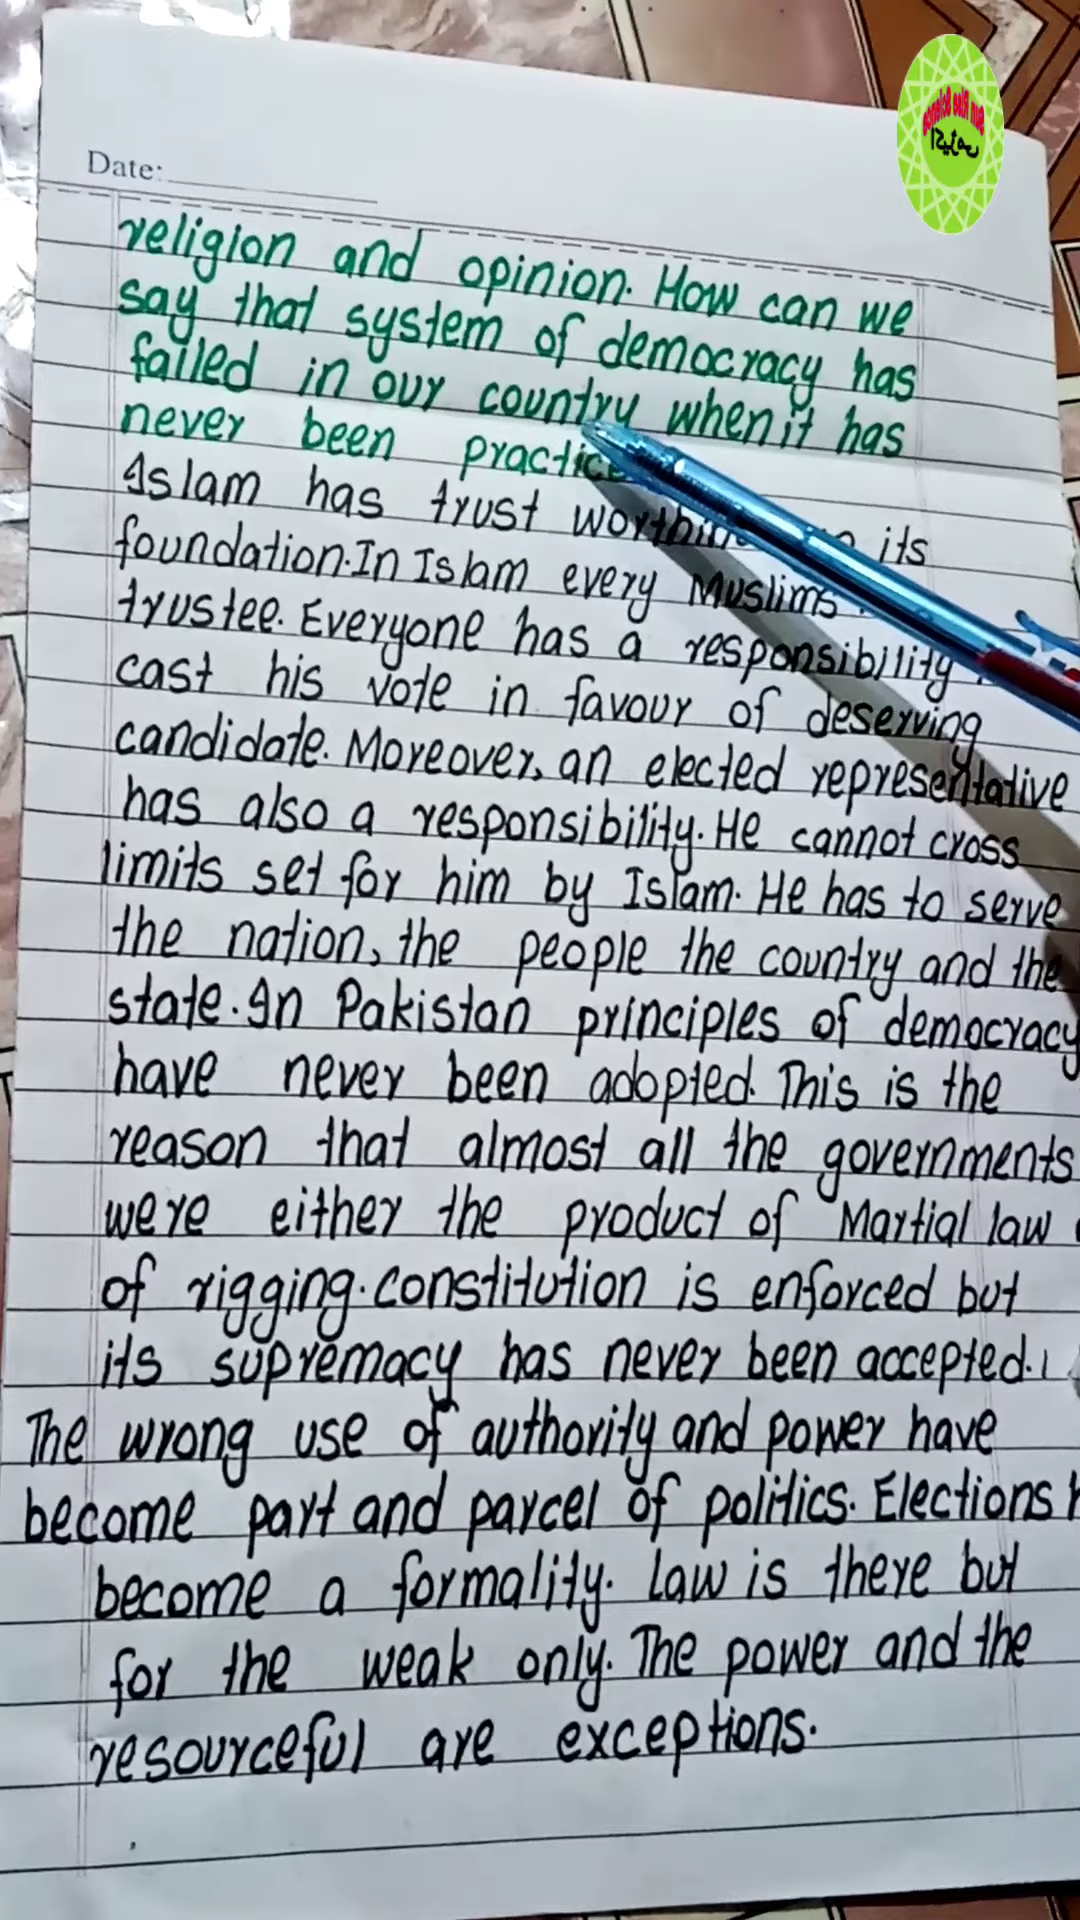 Date:
religion and opinion. How can we
say that system of democracy has
failed in our country when it has
never been
Islam has trust its
foundation. In Islam every Muslims
trustee. Everyone has a responsibility
cast his vote in favour of deserving
candidate. Moreover, an elected representative
has also a responsibility. He cannot cross
limits set for him by Islam. He has to serve
the nation, the people the country and the
state. In Pakistan principles of democracy
have never been adopted. This is the
reason that almost all the governments
were either the product of Martial law
of rigging. constitution is enforced but
its supremacy has never been accepted.
The wrong use of authority and power have
become part and parcel of politics. Elections
become a formality. Law is there but
for the weak only. The power and the
resourceful are exceptions.